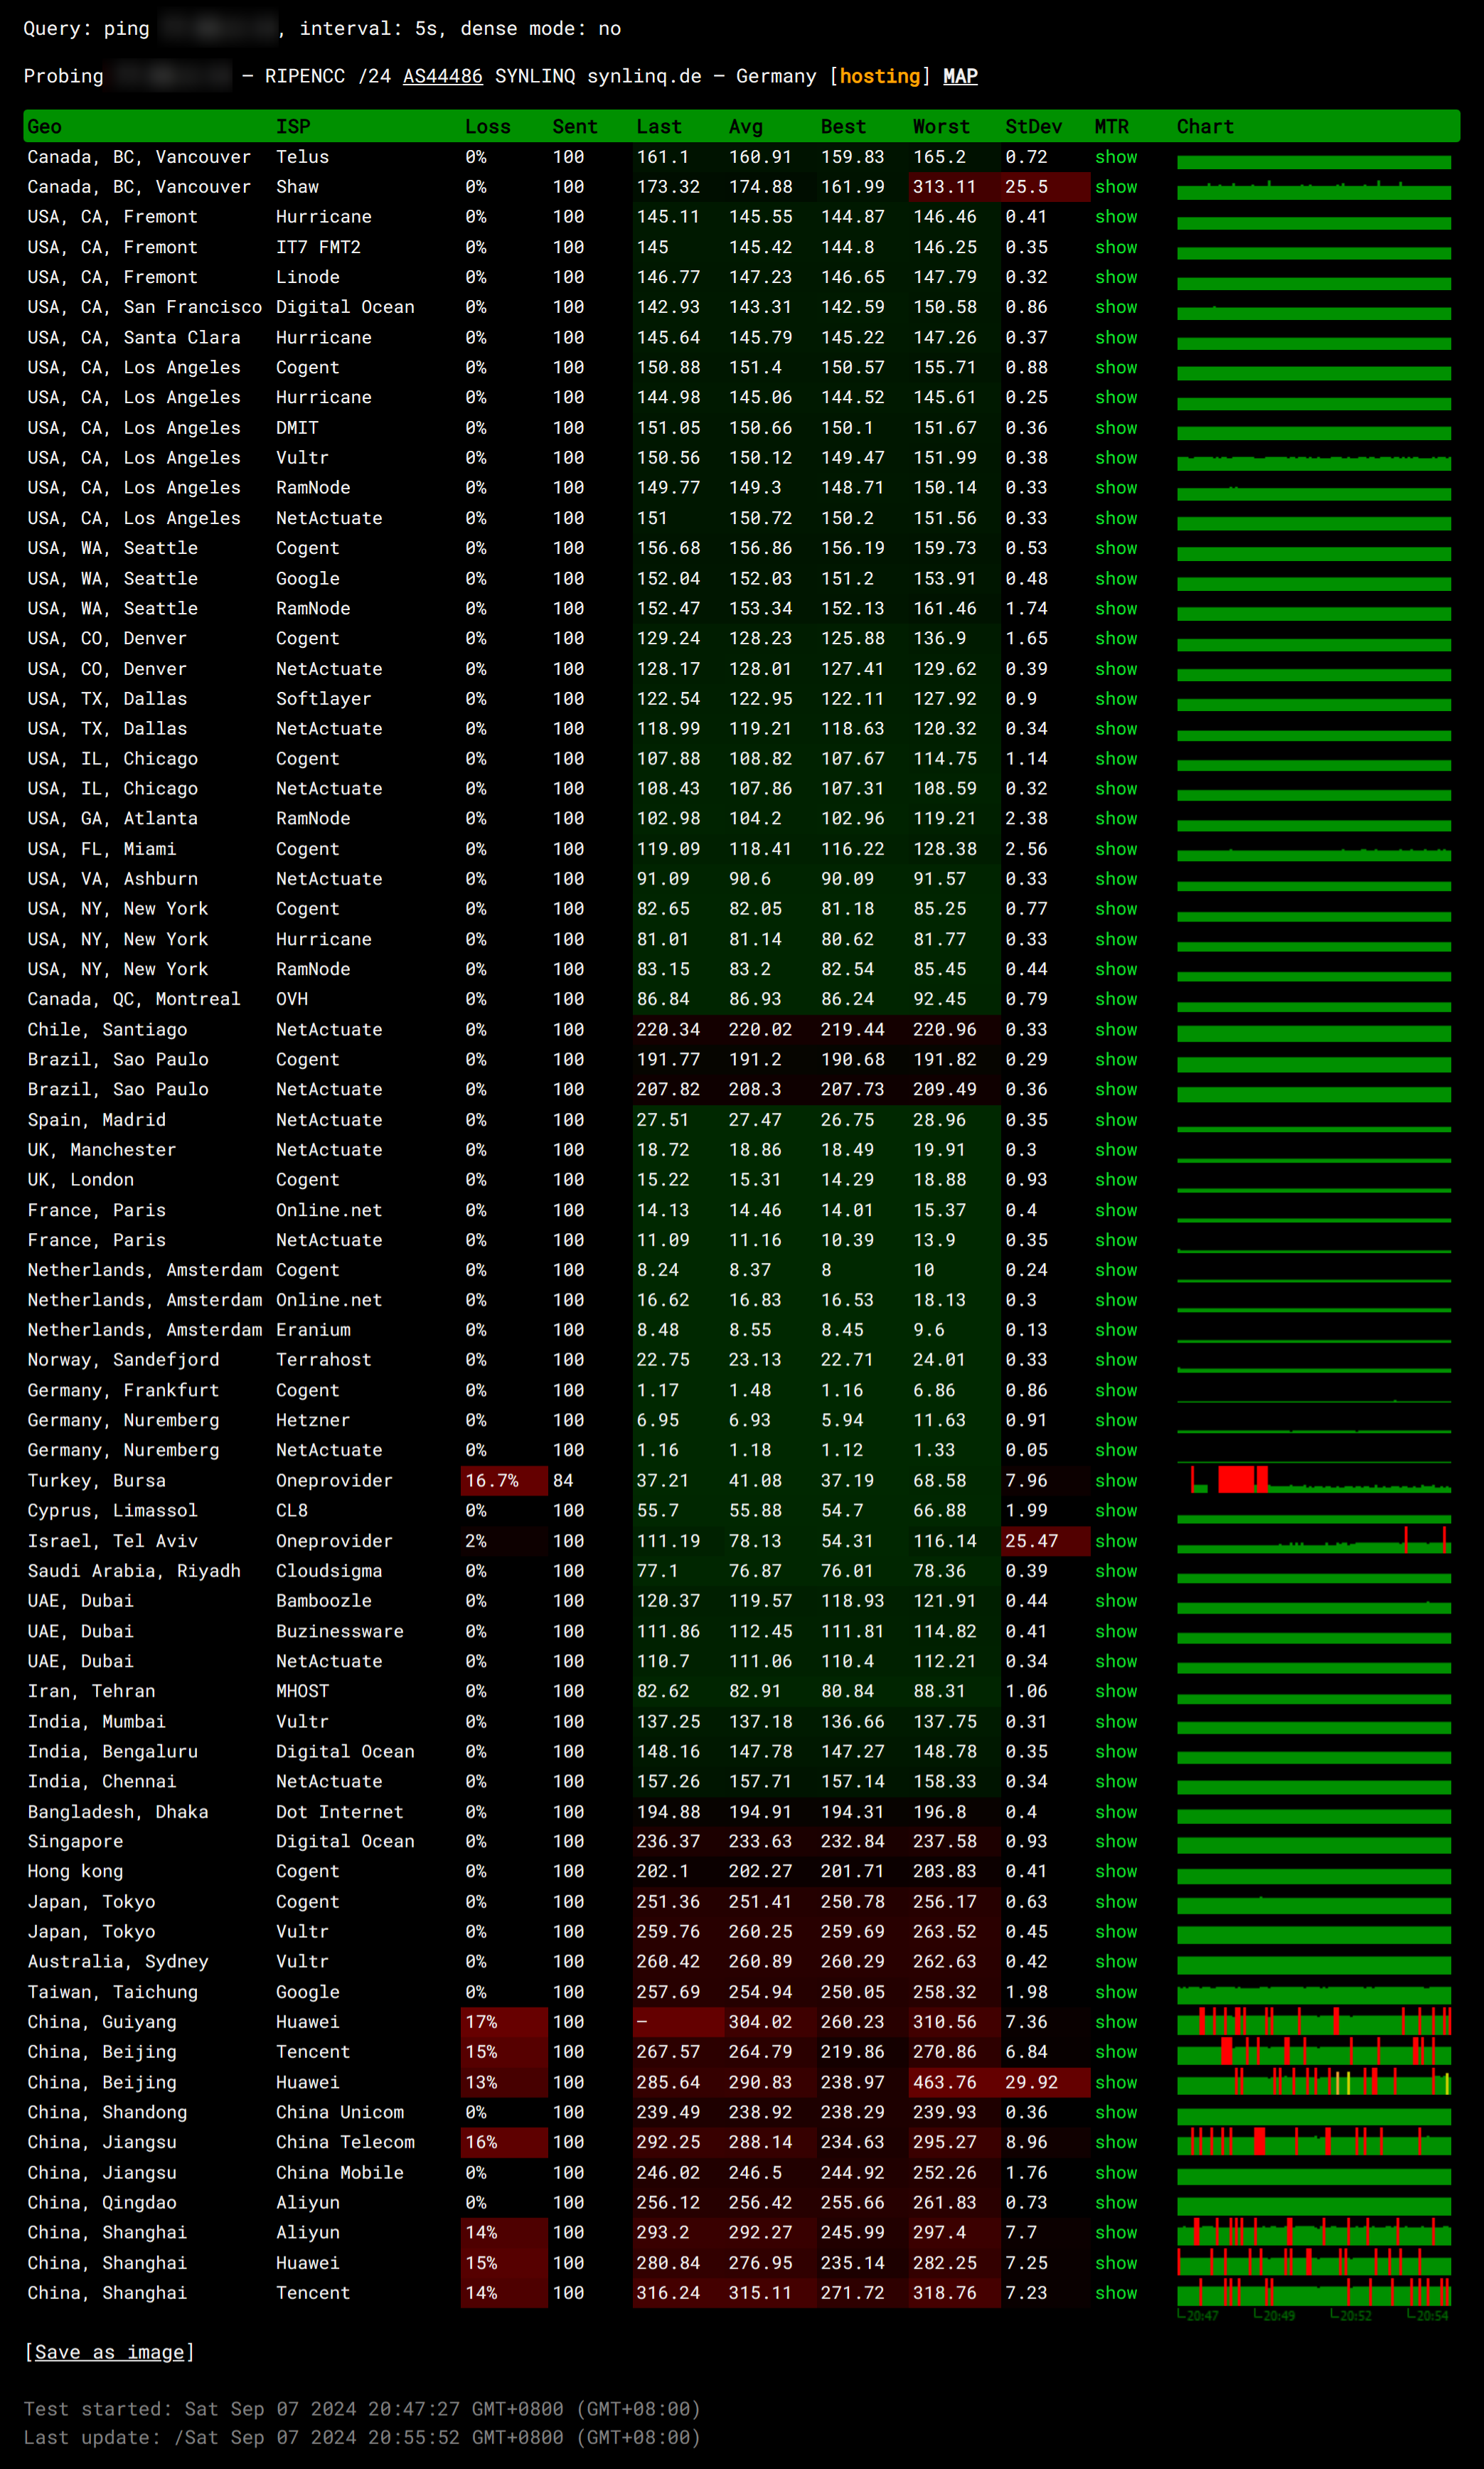 Query: ping , interval: 5s, dense mode: no
Probing – RIPENCC /24 AS44486 SYNLINQ synlinq.de – Germany [hosting] MAP
Geo ISP Loss Sent Last Avg Best Worst StDev MTR Chart
Canada, BC, Vancouver Telus 0% 100 161.1 160.91 159.83 165.2 0.72 show
Canada, BC, Vancouver Shaw 0% 100 173.32 174.88 161.99 313.11 25.5 show
USA, CA, Fremont Hurricane 0% 100 145.11 145.55 144.87 146.46 0.41 show
USA, CA, Fremont IT7 FMT2 0% 100 145 145.42 144.8 146.25 0.35 show
USA, CA, Fremont Linode 0% 100 146.77 147.23 146.65 147.79 0.32 show
USA, CA, San Francisco Digital Ocean 0% 100 142.93 143.31 142.59 150.58 0.86 show
USA, CA, Santa Clara Hurricane 0% 100 145.64 145.79 145.22 147.26 0.37 show
USA, CA, Los Angeles Cogent 0% 100 150.88 151.4 150.57 155.71 0.88 show
USA, CA, Los Angeles Hurricane 0% 100 144.98 145.06 144.52 145.61 0.25 show
USA, CA, Los Angeles DMIT 0% 100 151.05 150.66 150.1 151.67 0.36 show
USA, CA, Los Angeles Vultr 0% 100 150.56 150.12 149.47 151.99 0.38 show
USA, CA, Los Angeles RamNode 0% 100 149.77 149.3 148.71 150.14 0.33 show
USA, CA, Los Angeles NetActuate 0% 100 151 150.72 150.2 151.56 0.33 show
USA, WA, Seattle Cogent 0% 100 156.68 156.86 156.19 159.73 0.53 show
USA, WA, Seattle Google 0% 100 152.04 152.03 151.2 153.91 0.48 show
USA, WA, Seattle RamNode 0% 100 152.47 153.34 152.13 161.46 1.74 show
USA, CO, Denver Cogent 0% 100 129.24 128.23 125.88 136.9 1.65 show
USA, CO, Denver NetActuate 0% 100 128.17 128.01 127.41 129.62 0.39 show
USA, TX, Dallas Softlayer 0% 100 122.54 122.95 122.11 127.92 0.9 show
USA, TX, Dallas NetActuate 0% 100 118.99 119.21 118.63 120.32 0.34 show
USA, IL, Chicago Cogent 0% 100 107.88 108.82 107.67 114.75 1.14 show
USA, IL, Chicago NetActuate 0% 100 108.43 107.86 107.31 108.59 0.32 show
USA, GA, Atlanta RamNode 0% 100 102.98 104.2 102.96 119.21 2.38 show
USA, FL, Miami Cogent 0% 100 119.09 118.41 116.22 128.38 2.56 show
USA, VA, Ashburn NetActuate 0% 100 91.09 90.6 90.09 91.57 0.33 show
USA, NY, New York Cogent 0% 100 82.65 82.05 81.18 85.25 0.77 show
USA, NY, New York Hurricane 0% 100 81.01 81.14 80.62 81.77 0.33 show
USA, NY, New York RamNode 0% 100 83.15 83.2 82.54 85.45 0.44 show
Canada, QC, Montreal OVH 0% 100 86.84 86.93 86.24 92.45 0.79 show
Chile, Santiago NetActuate 0% 100 220.34 220.02 219.44 220.96 0.33 show
Brazil, Sao Paulo Cogent 0% 100 191.77 191.2 190.68 191.82 0.29 show
Brazil, Sao Paulo NetActuate 0% 100 207.82 208.3 207.73 209.49 0.36 show
Spain, Madrid NetActuate 0% 100 27.51 27.47 26.75 28.96 0.35 show
UK, Manchester NetActuate 0% 100 18.72 18.86 18.49 19.91 0.3 show
UK, London Cogent 0% 100 15.22 15.31 14.29 18.88 0.93 show
France, Paris Online.net 0% 100 14.13 14.46 14.01 15.37 0.4 show
France, Paris NetActuate 0% 100 11.09 11.16 10.39 13.9 0.35 show
Netherlands, Amsterdam Cogent 0% 100 8.24 8.37 8 10 0.24 show
Netherlands, Amsterdam Online.net 0% 100 16.62 16.83 16.53 18.13 0.3 show
Netherlands, Amsterdam Eranium 0% 100 8.48 8.55 8.45 9.6 0.13 show
Norway, Sandefjord Terrahost 0% 100 22.75 23.13 22.71 24.01 0.33 show
Germany, Frankfurt Cogent 0% 100 1.17 1.48 1.16 6.86 0.86 show
Germany, Nuremberg Hetzner 0% 100 6.95 6.93 5.94 11.63 0.91 show
Germany, Nuremberg NetActuate 0% 100 1.16 1.18 1.12 1.33 0.05 show
Turkey, Bursa Oneprovider 16.7% 84 37.21 41.08 37.19 68.58 7.96 show
Cyprus, Limassol CL8 0% 100 55.7 55.88 54.7 66.88 1.99 show
Israel, Tel Aviv Oneprovider 2% 100 111.19 78.13 54.31 116.14 25.47 show
Saudi Arabia, Riyadh Cloudsigma 0% 100 77.1 76.87 76.01 78.36 0.39 show
UAE, Dubai Bamboozle 0% 100 120.37 119.57 118.93 121.91 0.44 show
UAE, Dubai Buzinessware 0% 100 111.86 112.45 111.81 114.82 0.41 show
UAE, Dubai NetActuate 0% 100 110.7 111.06 110.4 112.21 0.34 show
Iran, Tehran MHOST 0% 100 82.62 82.91 80.84 88.31 1.06 show
India, Mumbai Vultr 0% 100 137.25 137.18 136.66 137.75 0.31 show
India, Bengaluru Digital Ocean 0% 100 148.16 147.78 147.27 148.78 0.35 show
India, Chennai NetActuate 0% 100 157.26 157.71 157.14 158.33 0.34 show
Bangladesh, Dhaka Dot Internet 0% 100 194.88 194.91 194.31 196.8 0.4 show
Singapore Digital Ocean 0% 100 236.37 233.63 232.84 237.58 0.93 show
Hong kong Cogent 0% 100 202.1 202.27 201.71 203.83 0.41 show
Japan, Tokyo Cogent 0% 100 251.36 251.41 250.78 256.17 0.63 show
Japan, Tokyo Vultr 0% 100 259.76 260.25 259.69 263.52 0.45 show
Australia, Sydney Vultr 0% 100 260.42 260.89 260.29 262.63 0.42 show
Taiwan, Taichung Google 0% 100 257.69 254.94 250.05 258.32 1.98 show
China, Guiyang Huawei 17% 100 – 304.02 260.23 310.56 7.36 show
China, Beijing Tencent 15% 100 267.57 264.79 219.86 270.86 6.84 show
China, Beijing Huawei 13% 100 285.64 290.83 238.97 463.76 29.92 show
China, Shandong China Unicom 0% 100 239.49 238.92 238.29 239.93 0.36 show
China, Jiangsu China Telecom 16% 100 292.25 288.14 234.63 295.27 8.96 show
China, Jiangsu China Mobile 0% 100 246.02 246.5 244.92 252.26 1.76 show
China, Qingdao Aliyun 0% 100 256.12 256.42 255.66 261.83 0.73 show
China, Shanghai Aliyun 14% 100 293.2 292.27 245.99 297.4 7.7 show
China, Shanghai Huawei 15% 100 280.84 276.95 235.14 282.25 7.25 show
China, Shanghai Tencent 14% 100 316.24 315.11 271.72 318.76 7.23 show
20:47 20:49 20:52 20:54
[Save as image]
Test started: Sat Sep 07 2024 20:47:27 GMT+0800 (GMT+08:00)
Last update: /Sat Sep 07 2024 20:55:52 GMT+0800 (GMT+08:00)